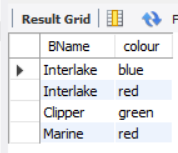 Result Grid F
BName colour
Interlake blue
Interlake red
Clipper green
Marine red